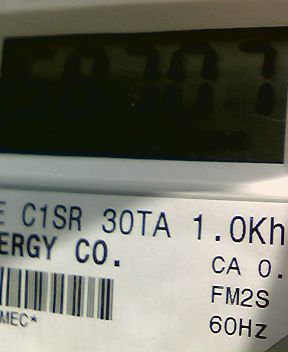 E C1SR 30TA 1.0Kh
ERGY CO.
CA 0.
FM2S
MEC*
60Hz